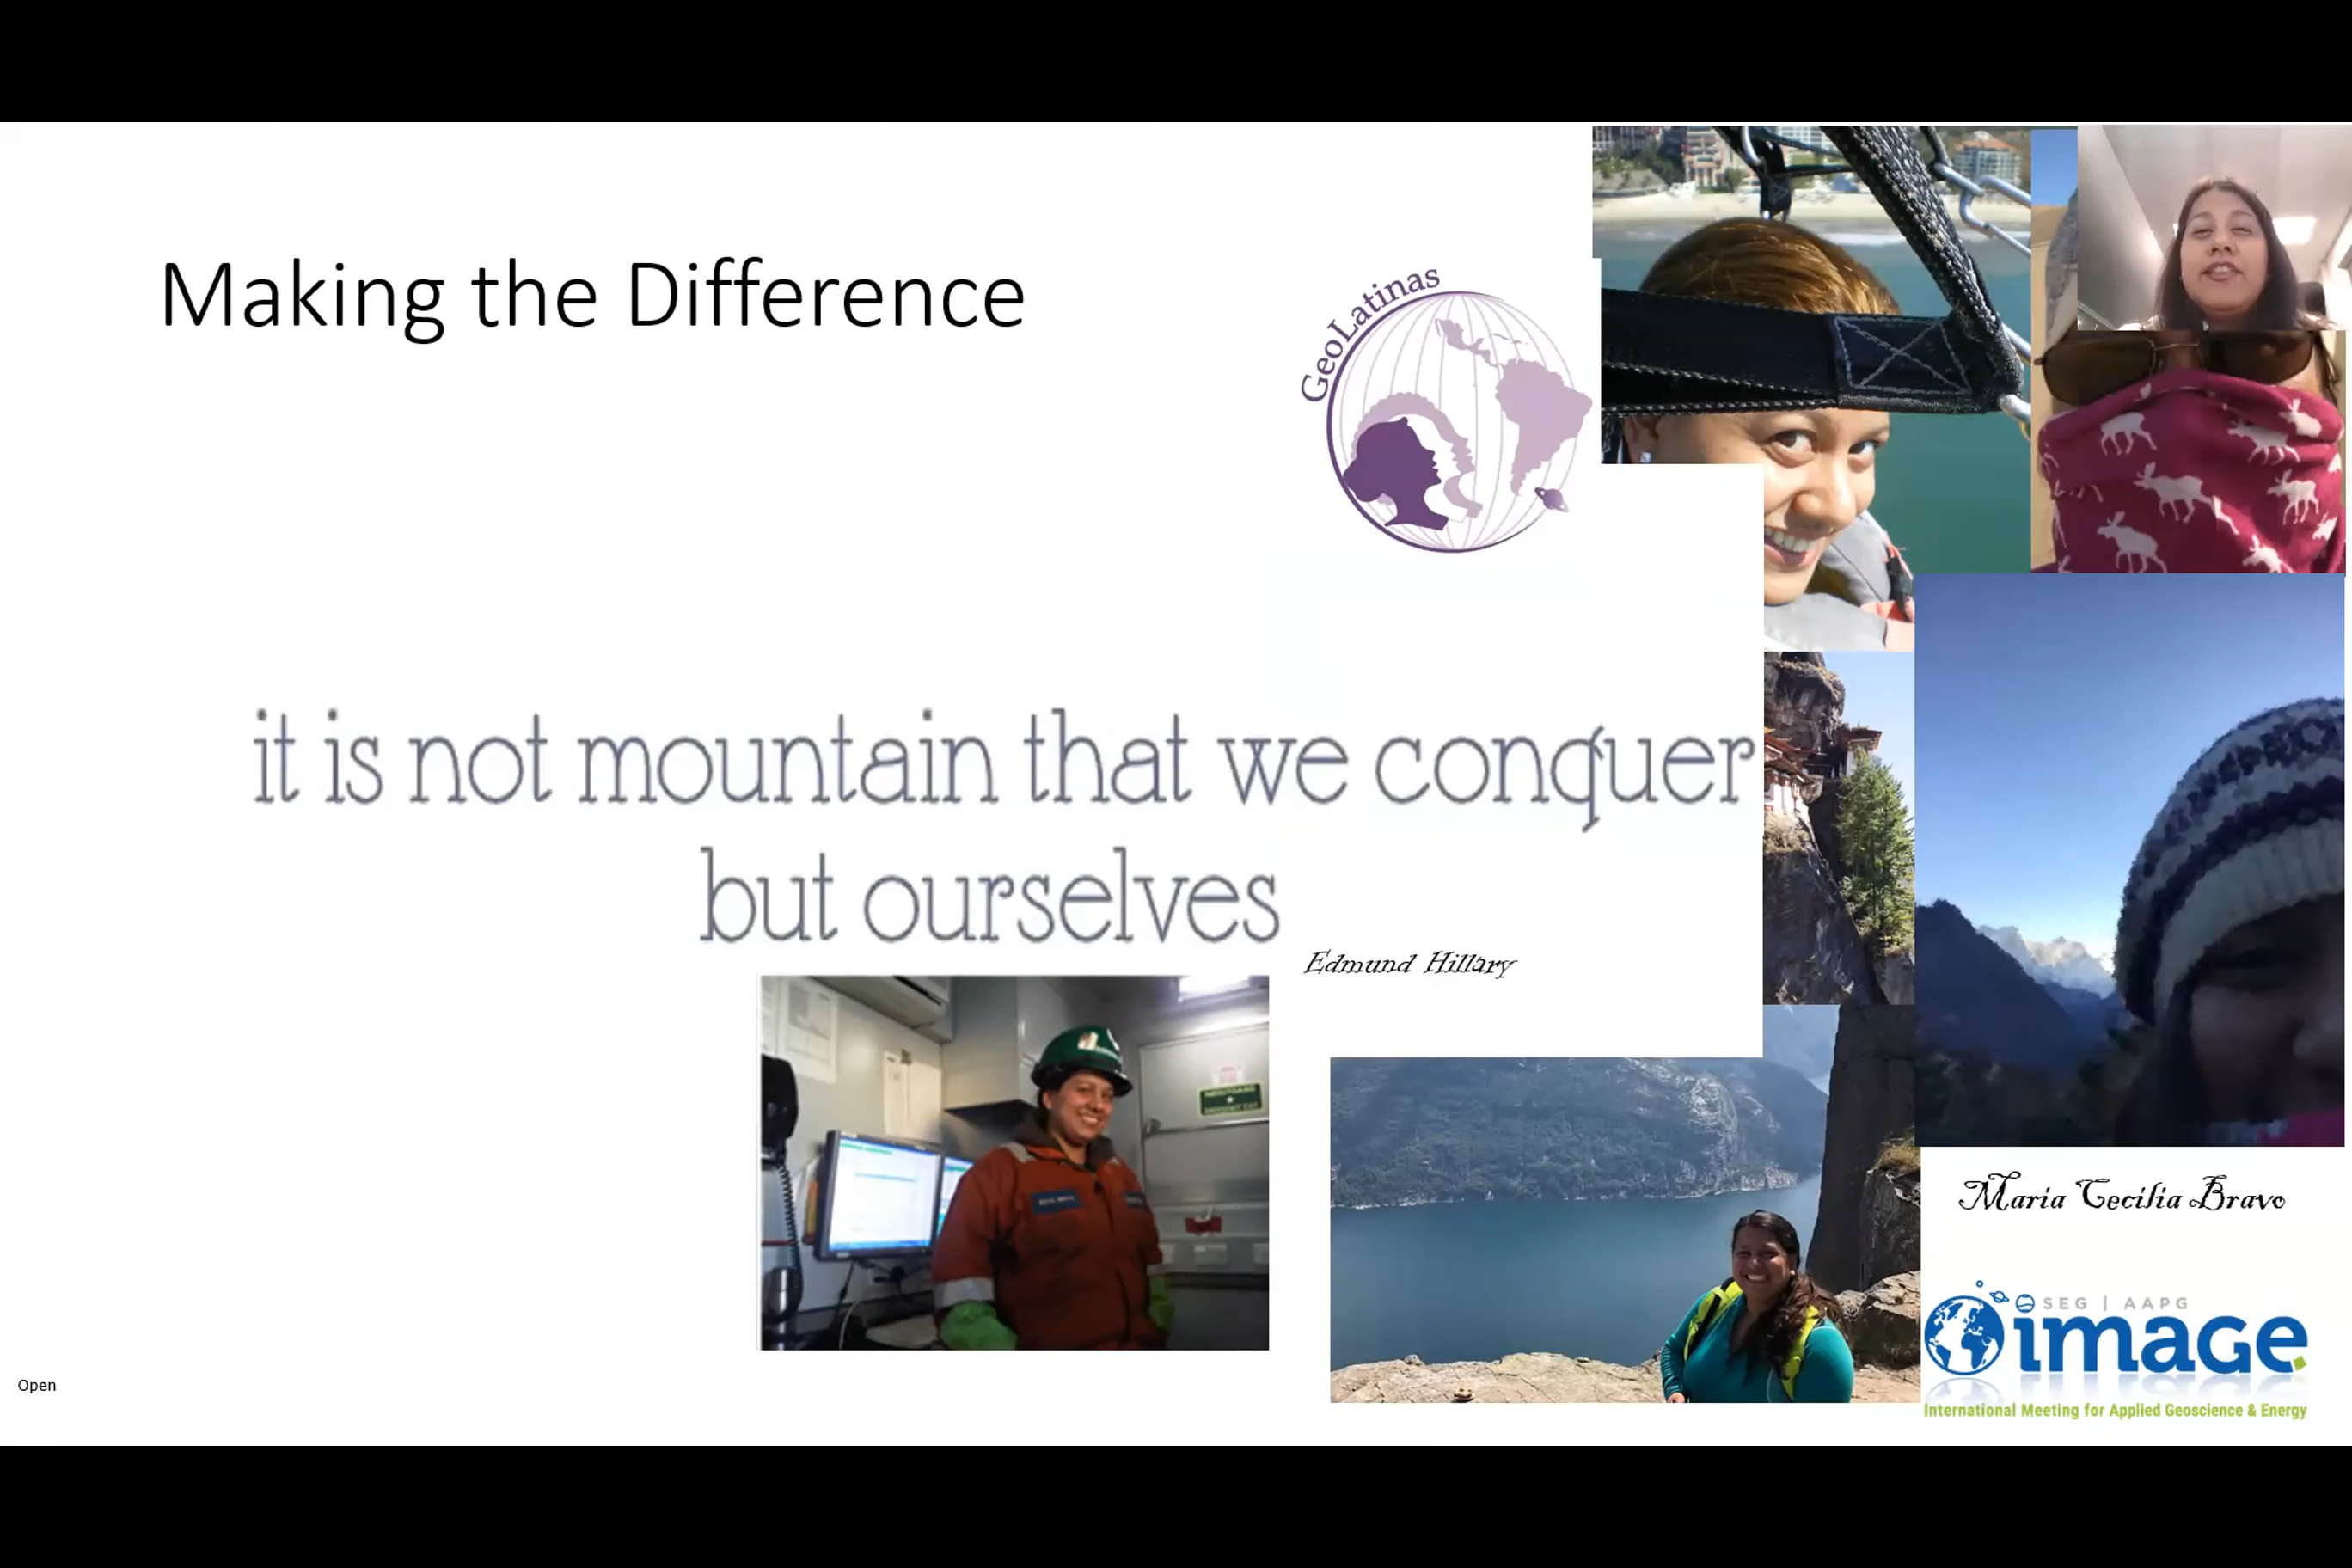 Making the Difference
GeoLatinas
it is not mountain that we conquer
but ourselves
Edmund Hillary
Maria Cecilia Bravo
SEG | AAPG
image
International Meeting for Applied Geoscience & Energy
Open